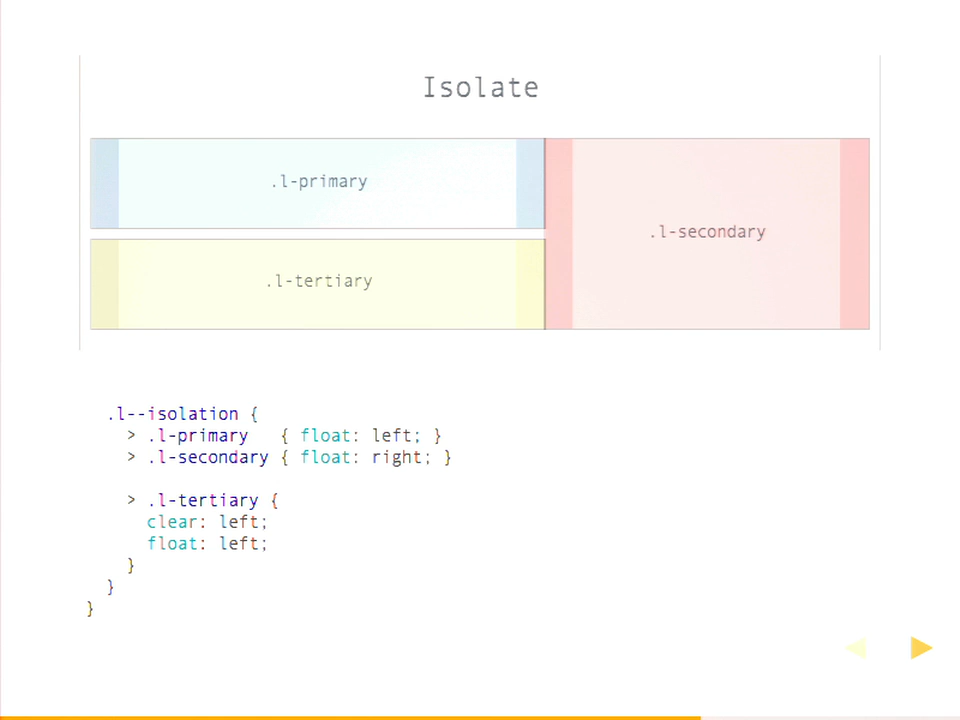 Isolate
.l-primary
.l-secondary
.l-tertiary
.l--isolation {
> .l-primary { float: left; }
> .l-secondary { float: right; }
> .l-tertiary {
clear: left;
float: left;
}
}
}